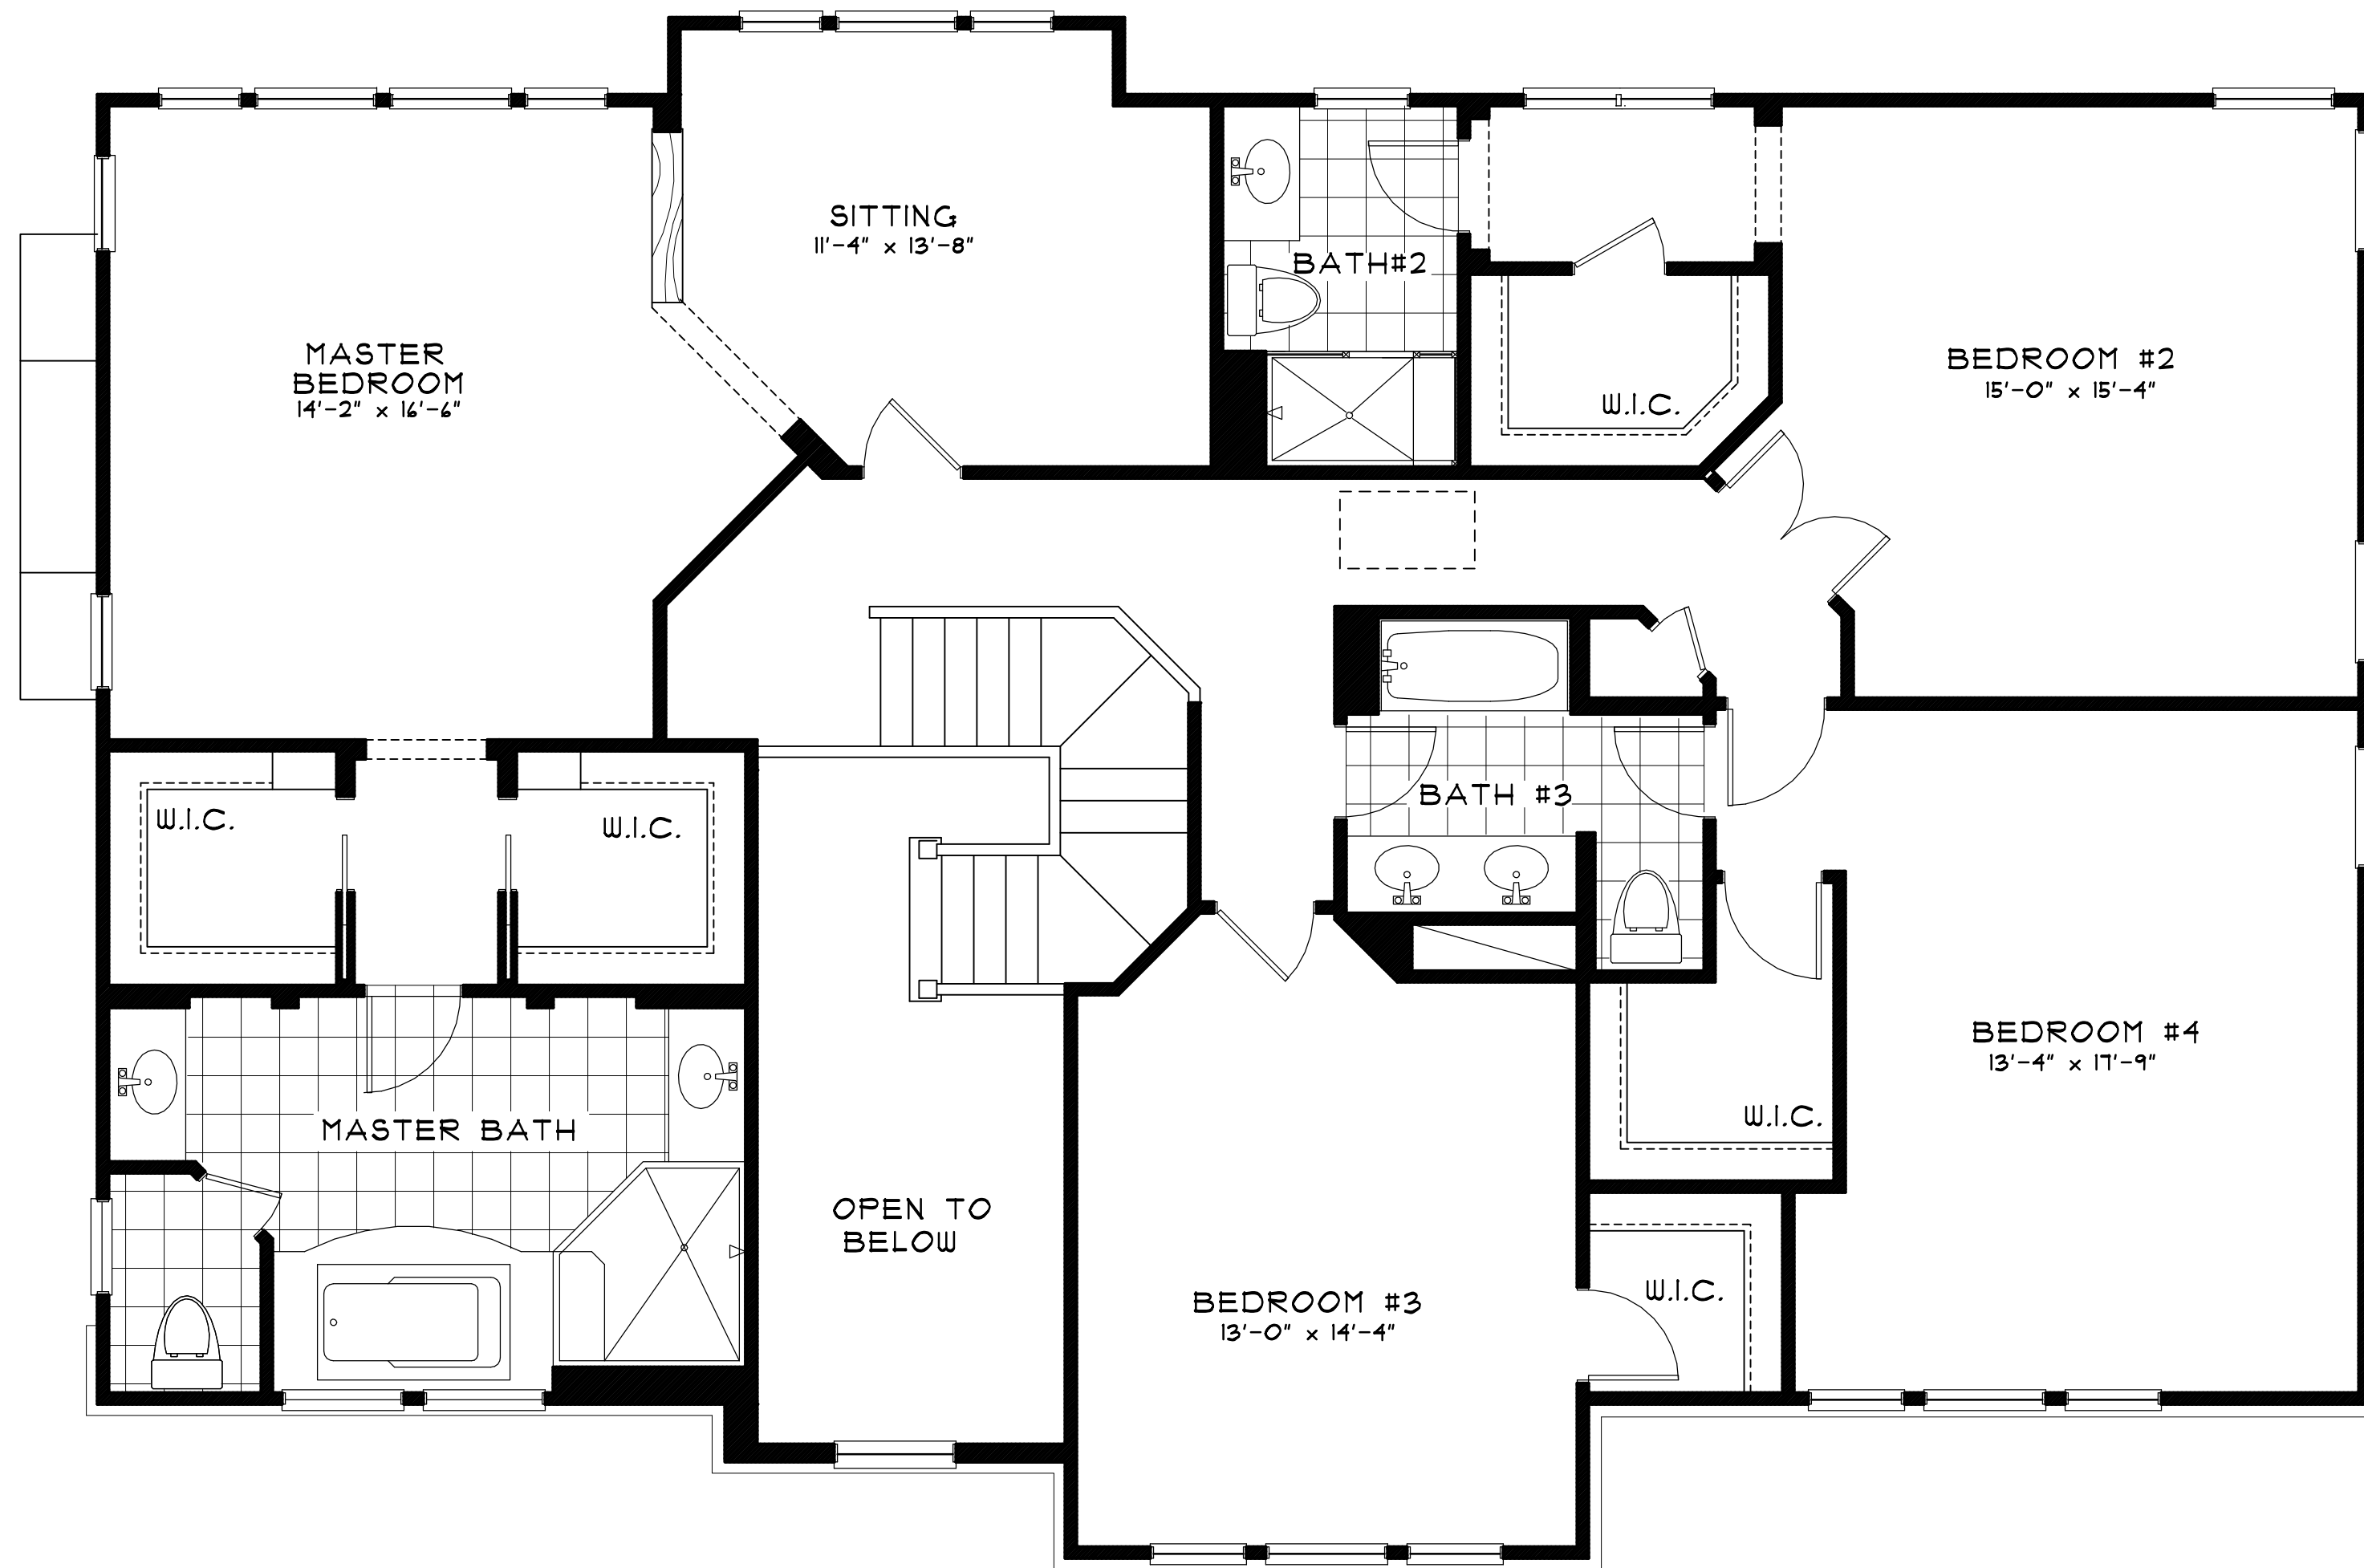 SITTING
11'-4" x 13'-8"
BATH#2
MASTER
BEDROOM
14'-2" x 16'-6"
W.I.C.
BEDROOM #2
15'-0" x 15'-4"
W.I.C.
W.I.C.
BATH #3
MASTER BATH
OPEN TO
BELOW
BEDROOM #3
13'-0" x 14'-4"
W.I.C.
W.I.C.
BEDROOM #4
13'-4" x 17'-9"